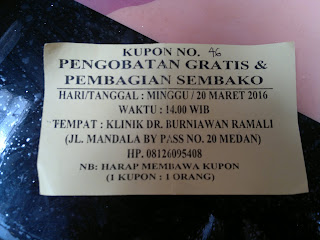 KUPON NO. 46
PENGOBATAN GRATIS &
PEMBAGIAN SEMBAKO
HARI/TANGGAL : MINGGU / 20 MARET 2016
WAKTU : 14.00 WIB
TEMPAT : KLINIK DR. BURNIAWAN RAMALI
(JL. MANDALA BY PASS NO. 20 MEDAN)
HP. 08126095408
NB: HARAP MEMBAWA KUPON
(1 KUPON : 1 ORANG)